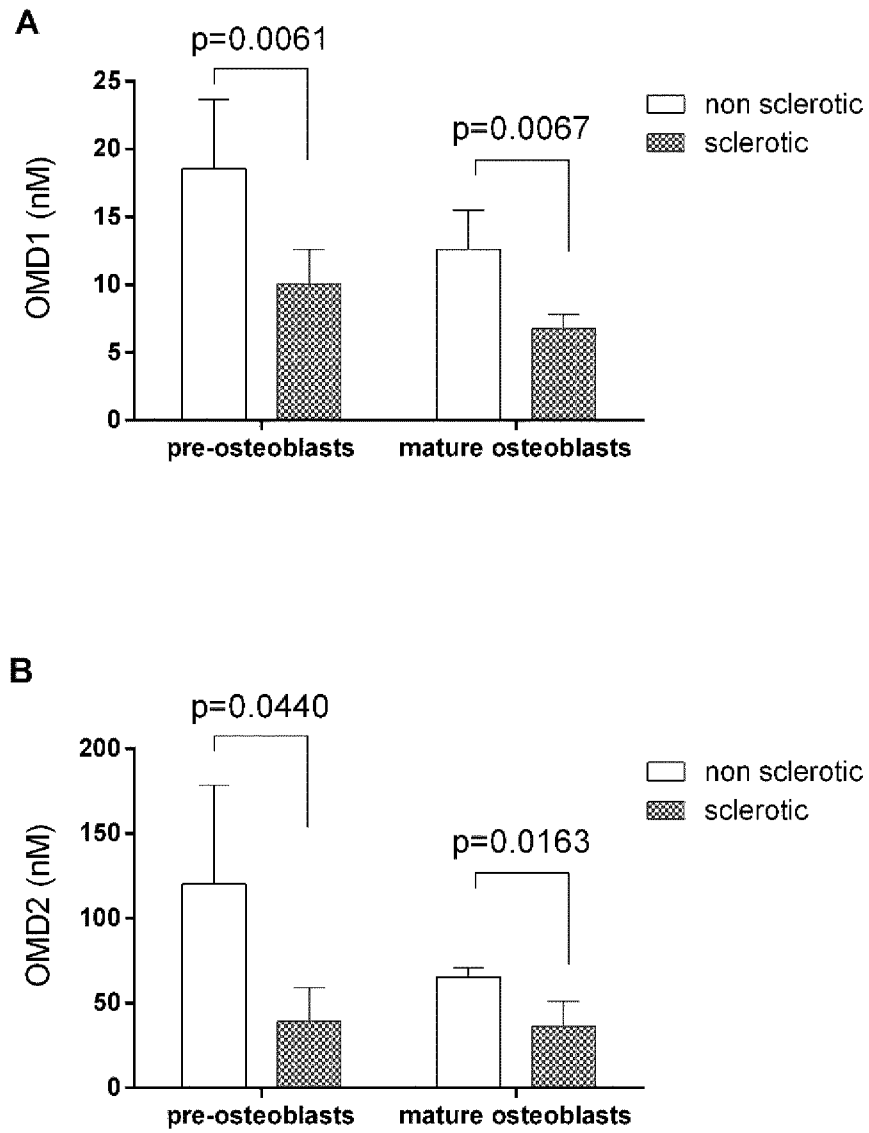 A
p=0.0061
25
20
15
10
5
0
OMD1 (nM)
p=0.0067
non sclerotic
sclerotic
pre-osteoblasts
mature osteoblasts
B
p=0.0440
200
150
100
50
0
OMD2 (nM)
p=0.0163
non sclerotic
sclerotic
pre-osteoblasts
mature osteoblasts